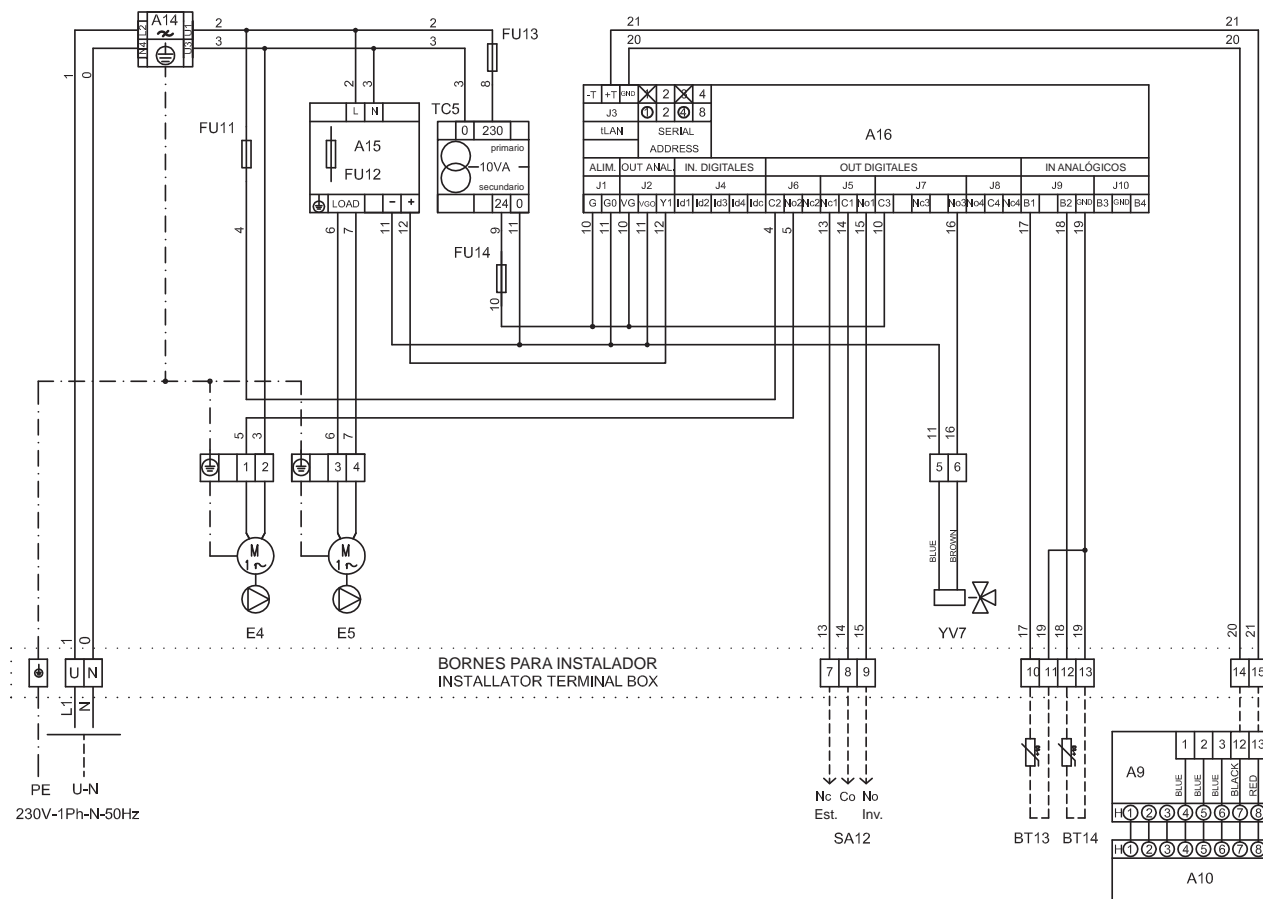 A14
L2
U1
N4
U3
2
3
2
3
FU13
21
20
21
20
1
0
2
3
3
8
FU11
L N
A15
FU12
LOAD
- +
TC5
0 230
primario
10VA
secundario
24 0
-T +T GND 1 2 3 4
J3 1 2 4 8
tLAN SERIAL
ADDRESS
A16
ALIM. OUT ANAL. IN. DIGITALES OUT DIGITALES IN ANALÓGICOS
J1 J2 J4 J6 J5 J7 J8 J9 J10
G G0 VG VG0 Y1 Id1 Id2 Id3 Id4 Idc C2 No2 Nc2 Nc1 C1 No1 C3 Nc3 No3 No4 C4 Nc4 B1 B2 GND B3 GND B4
4
6 7 11 12
9 11
10 11 10 11 12
4 5 13 14 15 10 16 17 18 19
FU14
10
5 3 6 7
11 16
1 2
3 4
5 6
BLUE
BROWN
M
1~
M
1~
E4
E5
YV7
1 0
13 14 15
17 19 18 19
20 21
BORNES PARA INSTALADOR
INSTALLATOR TERMINAL BOX
U N
7 8 9
10 11 12 13
14 15
L1
N
PE U-N
230V-1Ph-N-50Hz
Nc Co No
Est. Inv.
SA12
BT13 BT14
A9
1 2 3 12 13
BLUE
BLUE
BLUE
BLACK
RED
H 1 2 3 4 5 6 7 8
H 1 2 3 4 5 6 7 8
A10